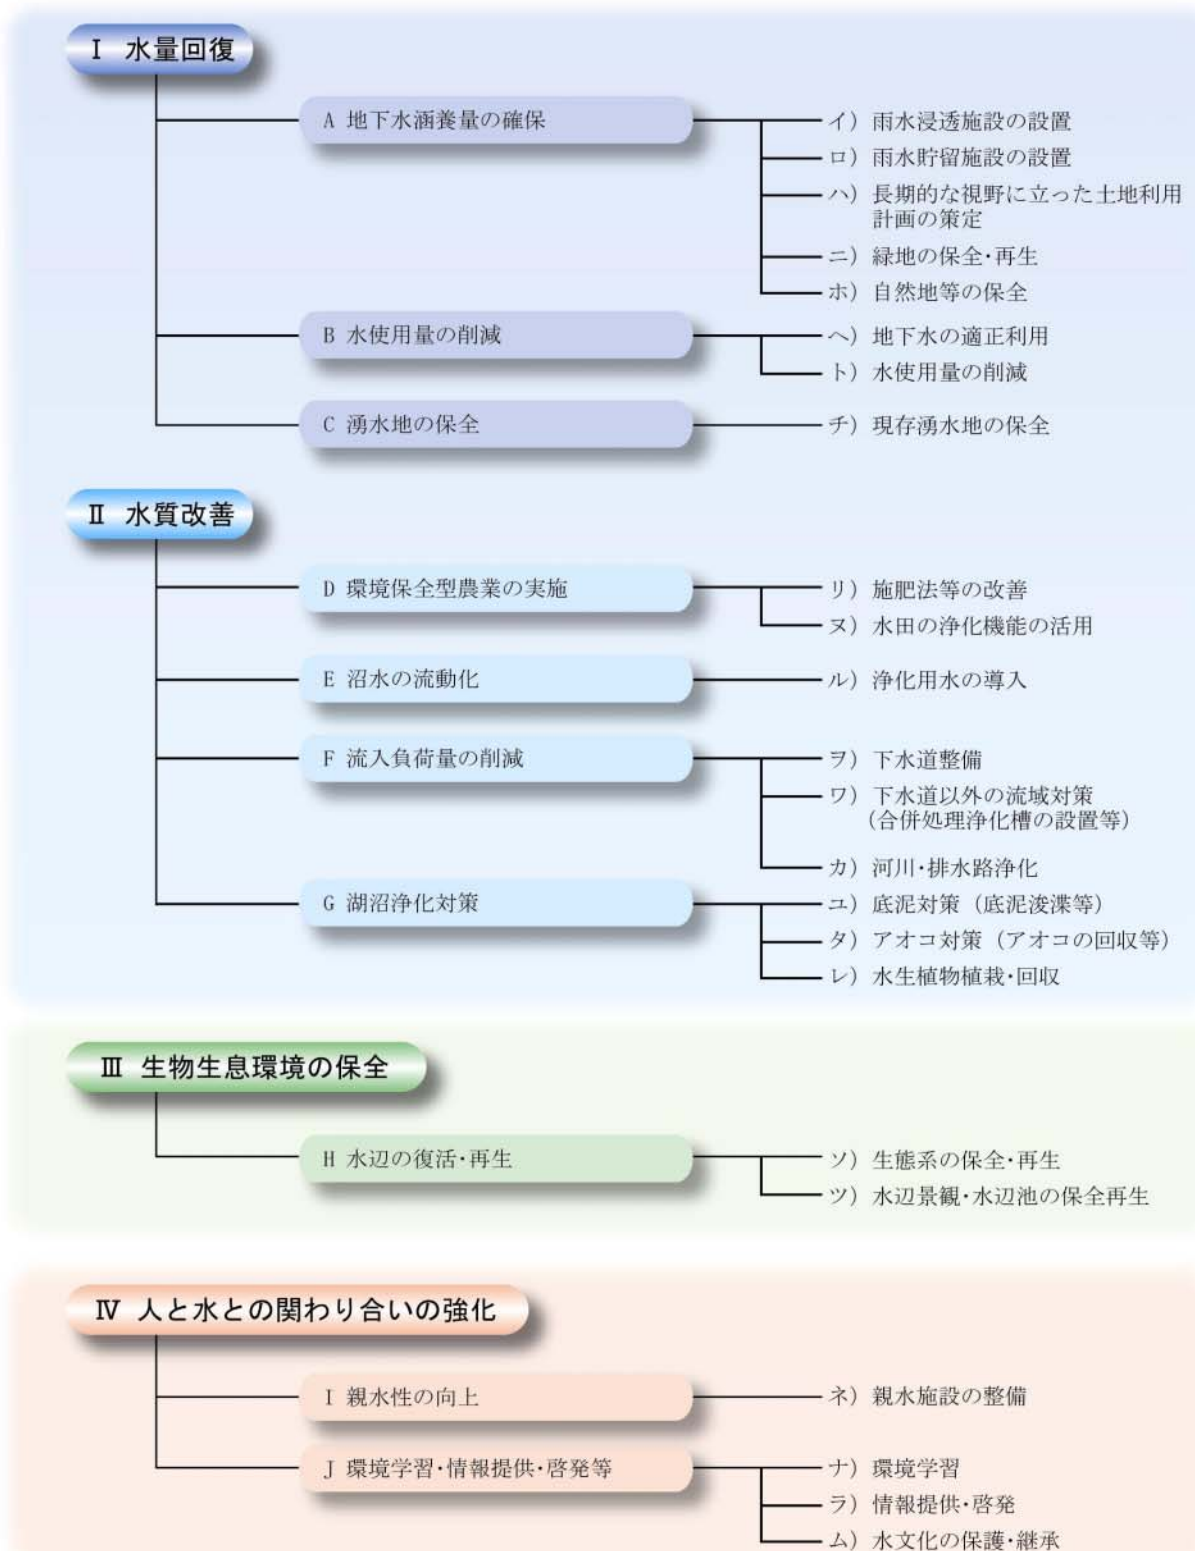 Ⅰ 水量回復
A 地下水涵養量の確保
イ）雨水浸透施設の設置
ロ）雨水貯留施設の設置
ハ）長期的な視野に立った土地利用
計画の策定
ニ）緑地の保全・再生
ホ）自然地等の保全
B 水使用量の削減
ヘ）地下水の適正利用
ト）水使用量の削減
C 湧水地の保全
チ）現存湧水地の保全
Ⅱ 水質改善
D 環境保全型農業の実施
リ）施肥法等の改善
ヌ）水田の浄化機能の活用
E 沼水の流動化
ル）浄化用水の導入
F 流入負荷量の削減
ヲ）下水道整備
ワ）下水道以外の流域対策
（合併処理浄化槽の設置等）
カ）河川・排水路浄化
G 湖沼浄化対策
ユ）底泥対策（底泥浚渫等）
タ）アオコ対策（アオコの回収等）
レ）水生植物植栽・回収
Ⅲ 生物生息環境の保全
H 水辺の復活・再生
ソ）生態系の保全・再生
ツ）水辺景観・水辺池の保全再生
Ⅳ 人と水との関わり合いの強化
I 親水性の向上
ネ）親水施設の整備
J 環境学習・情報提供・啓発等
ナ）環境学習
ラ）情報提供・啓発
ム）水文化の保護・継承